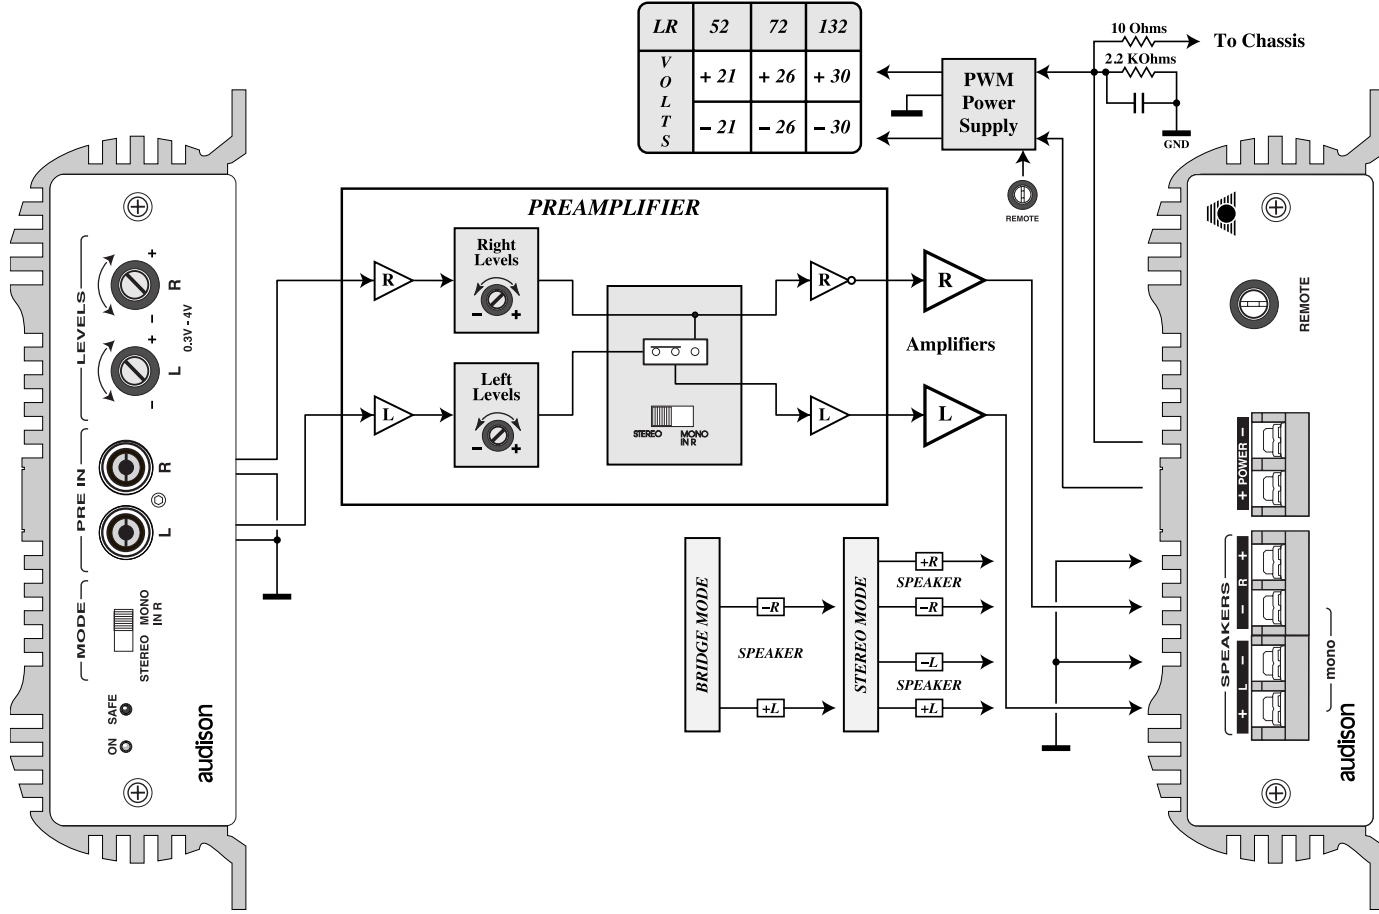 LR 52 72 132
VOLTS
+ 21 + 26 + 30
– 21 – 26 – 30
PWM
Power
Supply
10 Ohms
To Chassis
2.2 KOhms
GND
REMOTE
PREAMPLIFIER
R
Right
Levels
– +
R
R
L
Left
Levels
– +
STEREO
MONO
IN R
L
L
Amplifiers
BRIDGE MODE
–R
SPEAKER
+L
STEREO MODE
+R
SPEAKER
–R
–L
SPEAKER
+L
LEVELS
+
R
–
+
L
–
0.3V - 4V
PRE IN
R
L
MODE
STEREO MONO
IN R
ON SAFE
audison
REMOTE
+ POWER –
SPEAKERS
– R +
+ L –
mono
audison